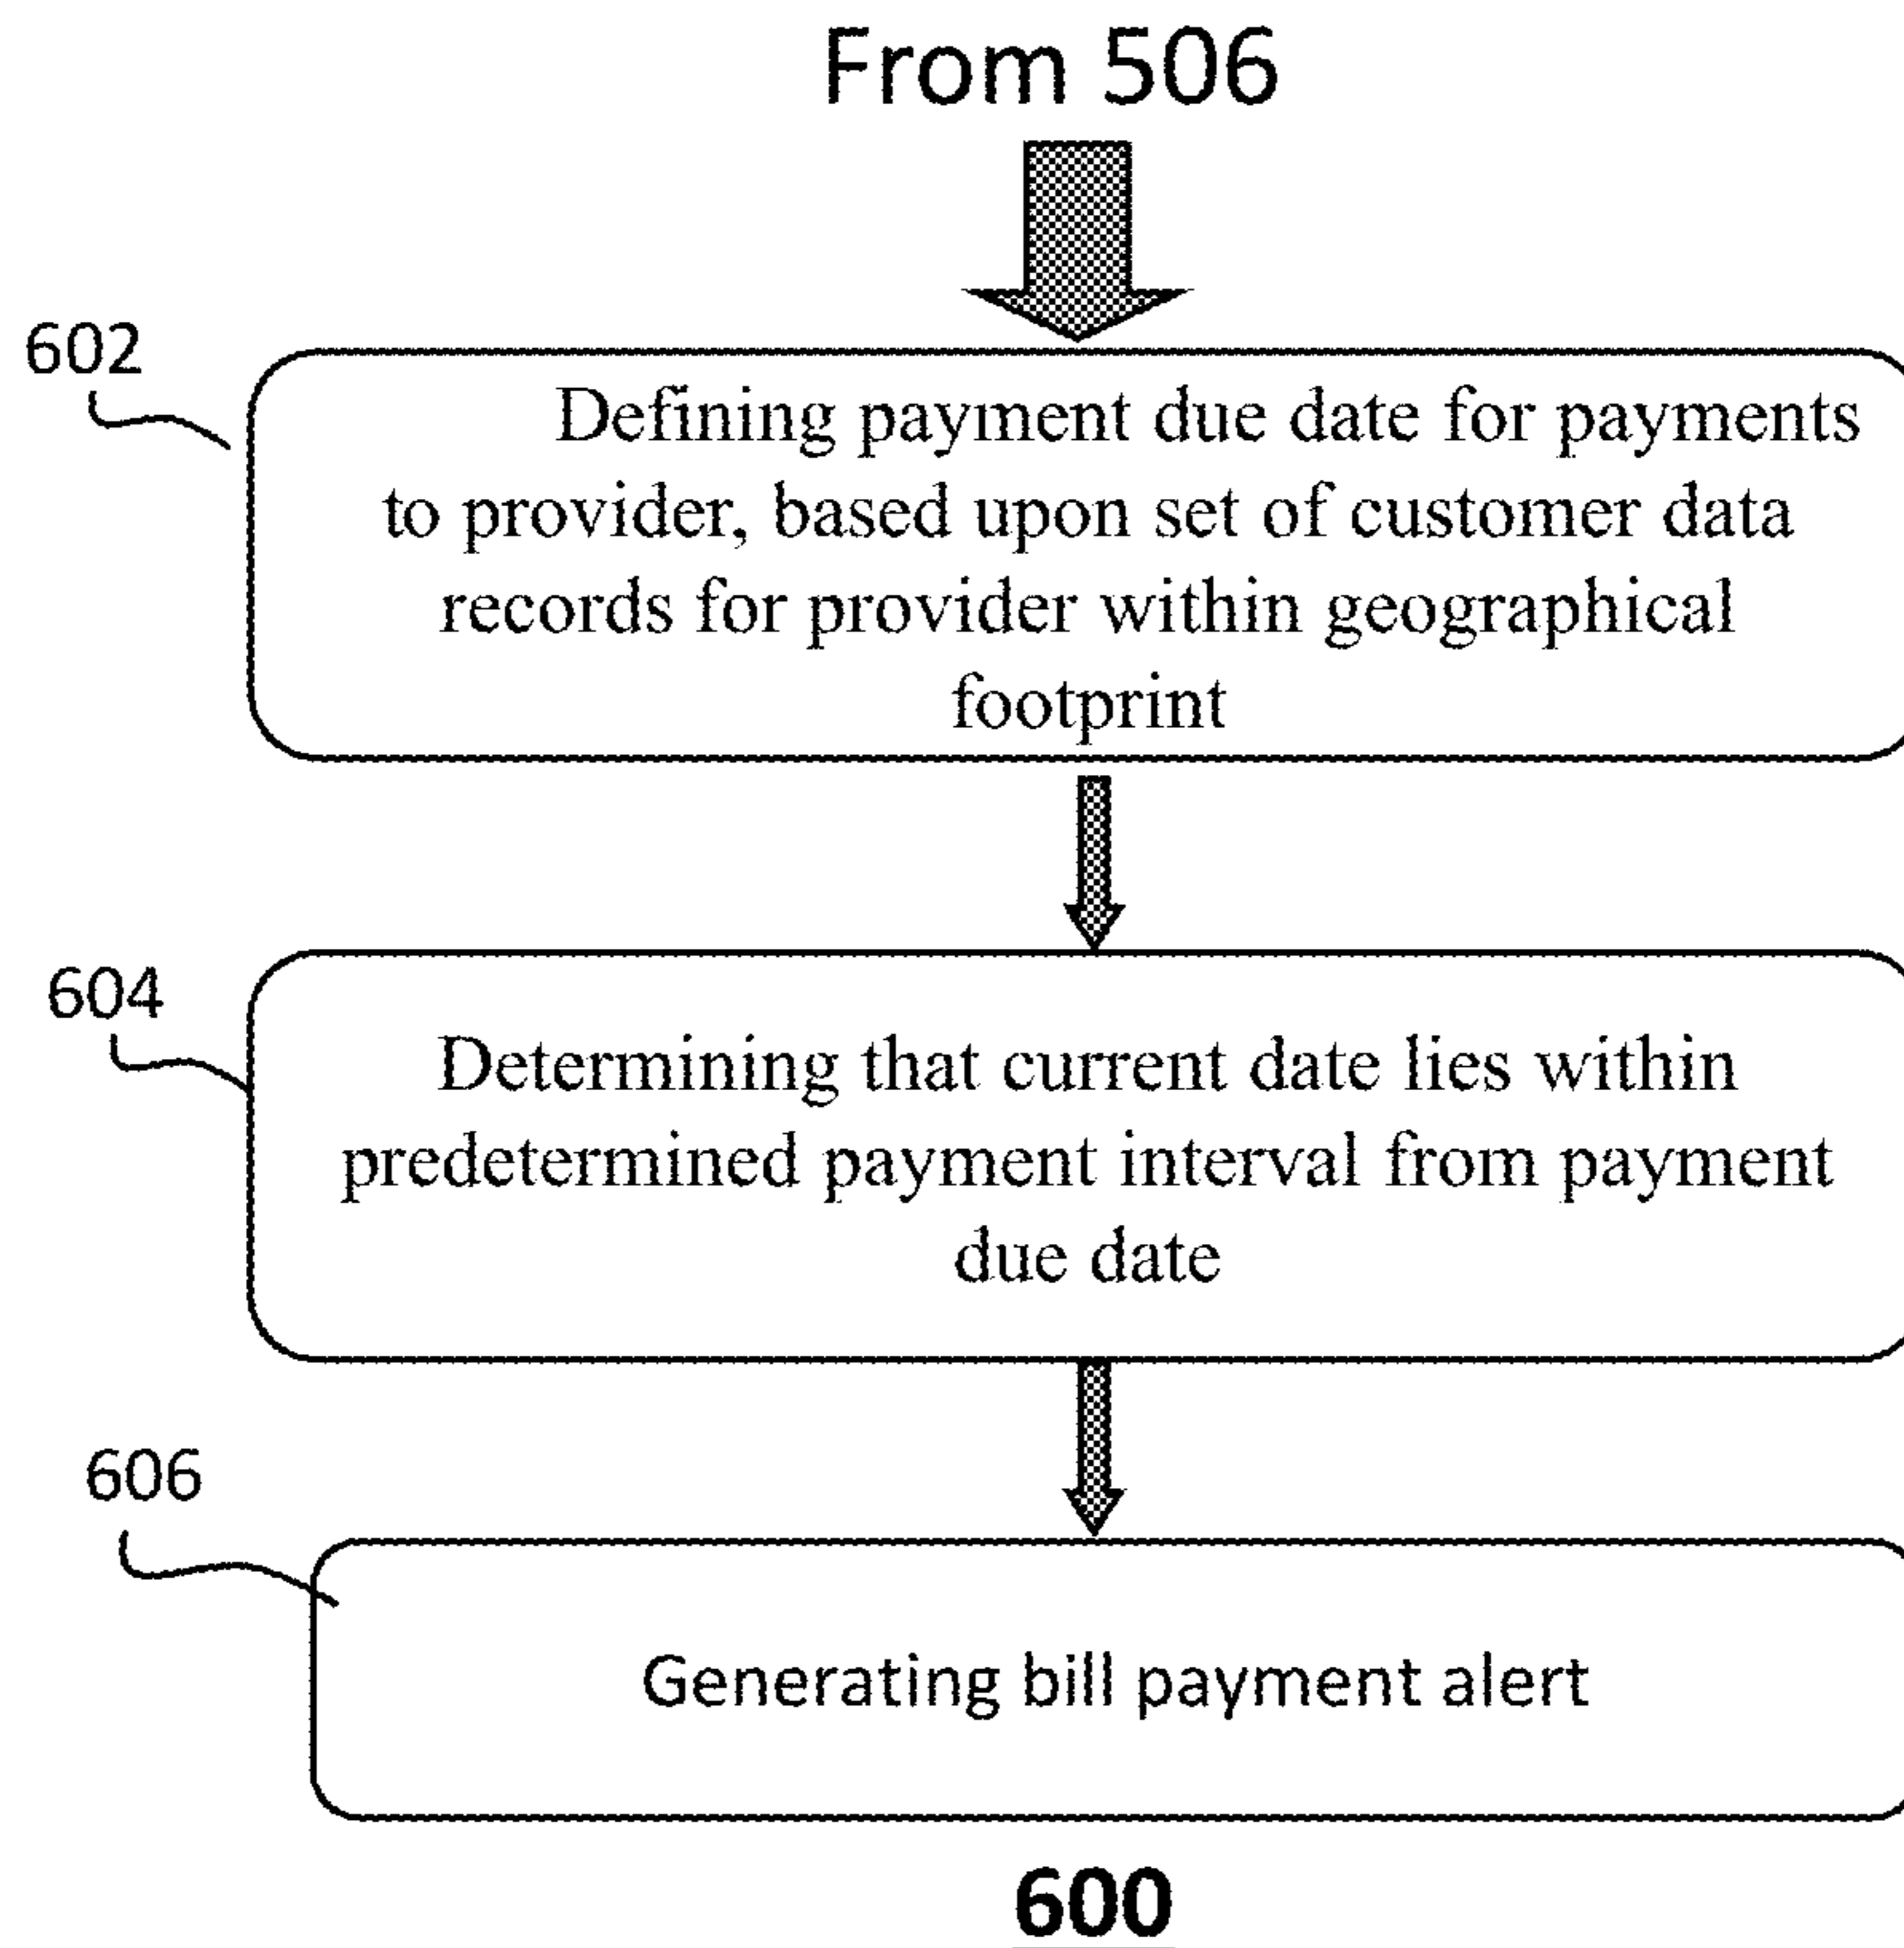 From 506
602
Defining payment due date for payments
to provider, based upon set of customer data
records for provider within geographical
footprint
604
Determining that current date lies within
predetermined payment interval from payment
due date
606
Generating bill payment alert
600